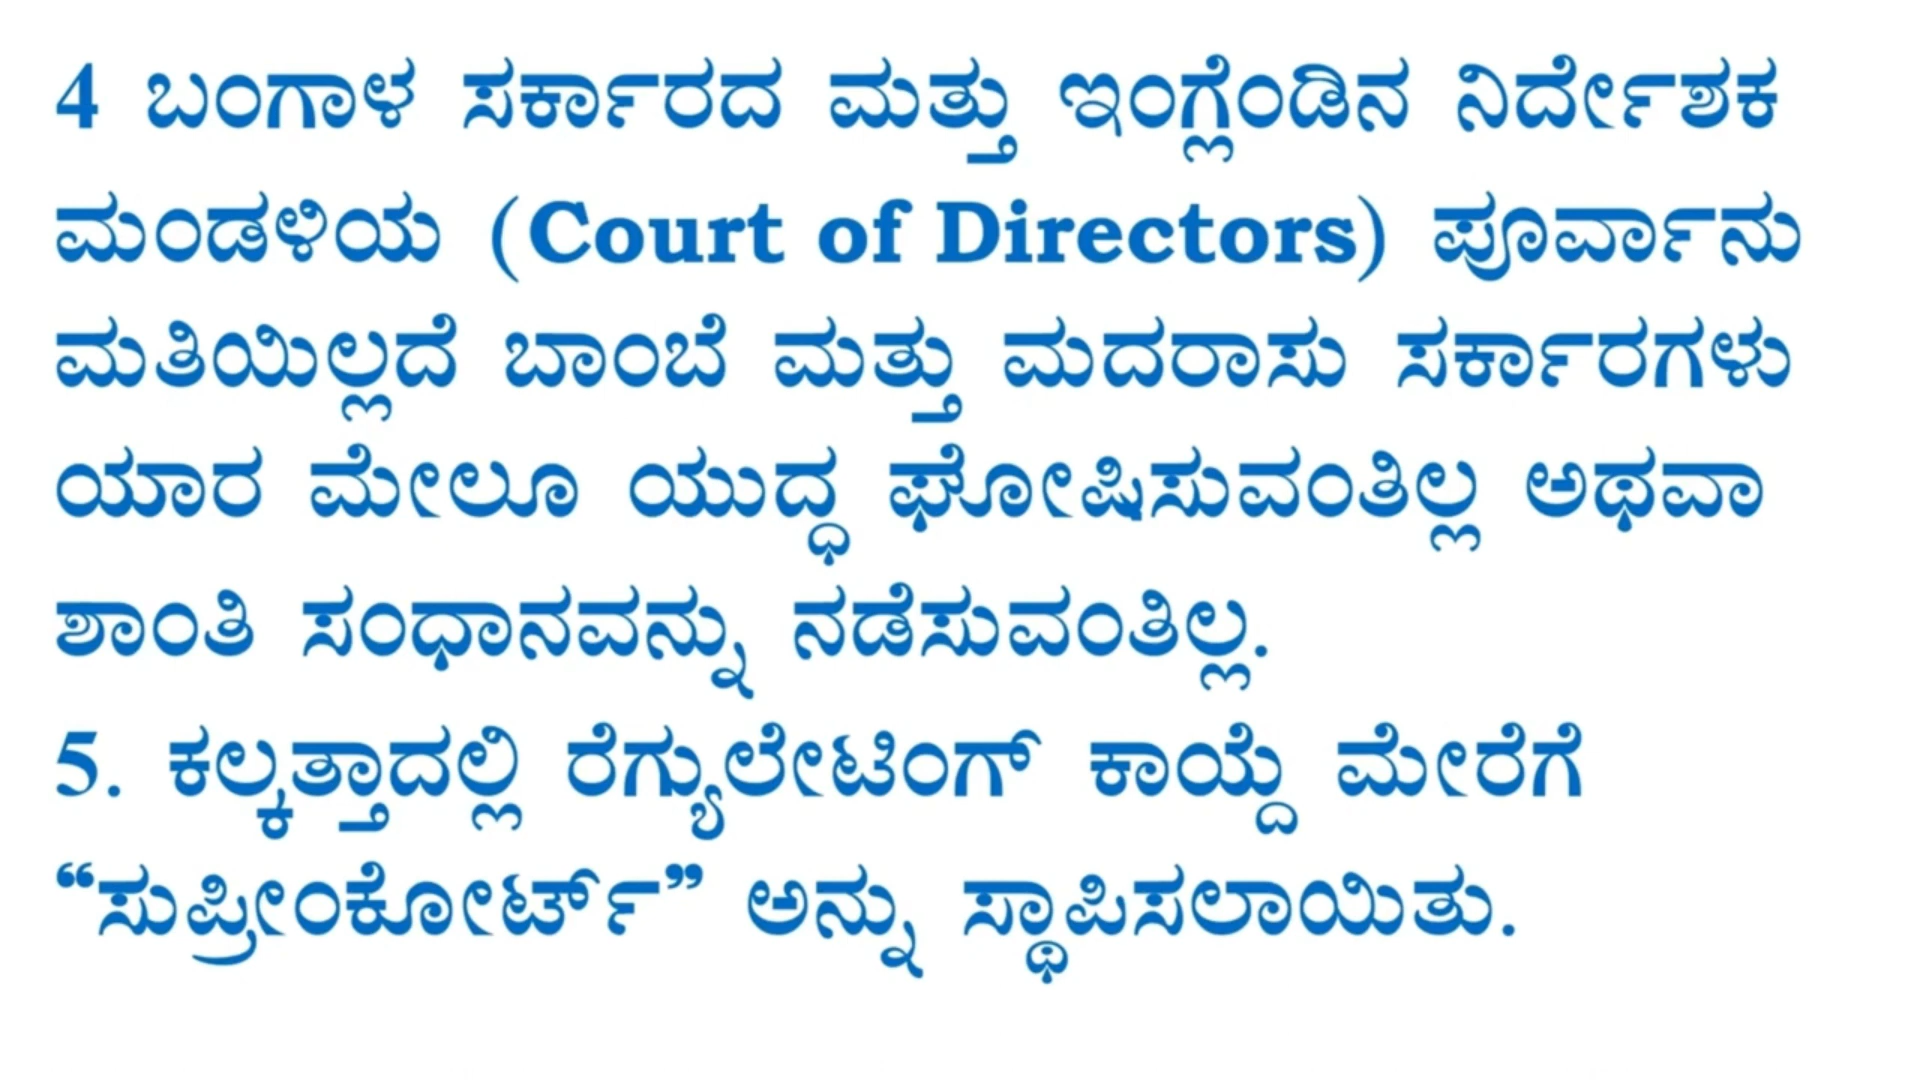 4 ಬಂಗಾಳ ಸರ್ಕಾರದ ಮತ್ತು ಇಂಗ್ಲೆಂಡಿನ ನಿರ್ದೇಶಕ
ಮಂಡಳಿಯ (Court of Directors) ಪೂರ್ವಾನು
ಮತಿಯಿಲ್ಲದೆ ಬಾಂಬೆ ಮತ್ತು ಮದರಾಸು ಸರ್ಕಾರಗಳು
ಯಾರ ಮೇಲೂ ಯುದ್ಧ ಘೋಷಿಸುವಂತಿಲ್ಲ ಅಥವಾ
ಶಾಂತಿ ಸಂಧಾನವನ್ನು ನಡೆಸುವಂತಿಲ್ಲ.
5. ಕಲ್ಕತ್ತಾದಲ್ಲಿ ರೆಗ್ಯುಲೇಟಿಂಗ್ ಕಾಯ್ದೆ ಮೇರೆಗೆ
“ಸುಪ್ರೀಂಕೋರ್ಟ್” ಅನ್ನು ಸ್ಥಾಪಿಸಲಾಯಿತು.